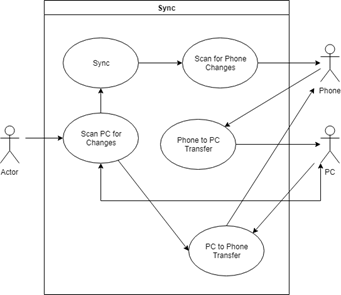 Sync
Sync
Scan for Phone
Changes
Phone
Scan PC for
Changes
Phone to PC
Transfer
Actor
PC
PC to Phone
Transfer